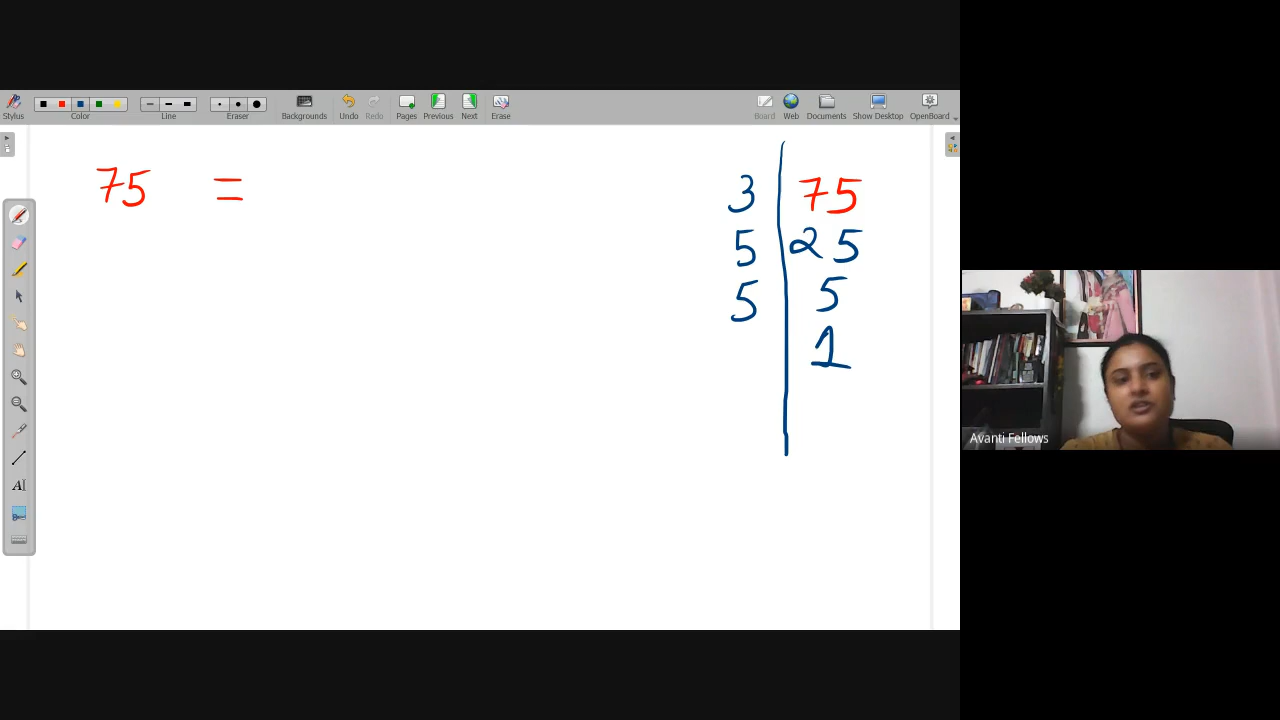 Stylus Color Line Eraser Backgrounds Undo Redo Pages Previous Next Erase Board Web Documents Show Desktop OpenBoard
75 =
3 75
5 25
5 5
1
Avanti Fellows